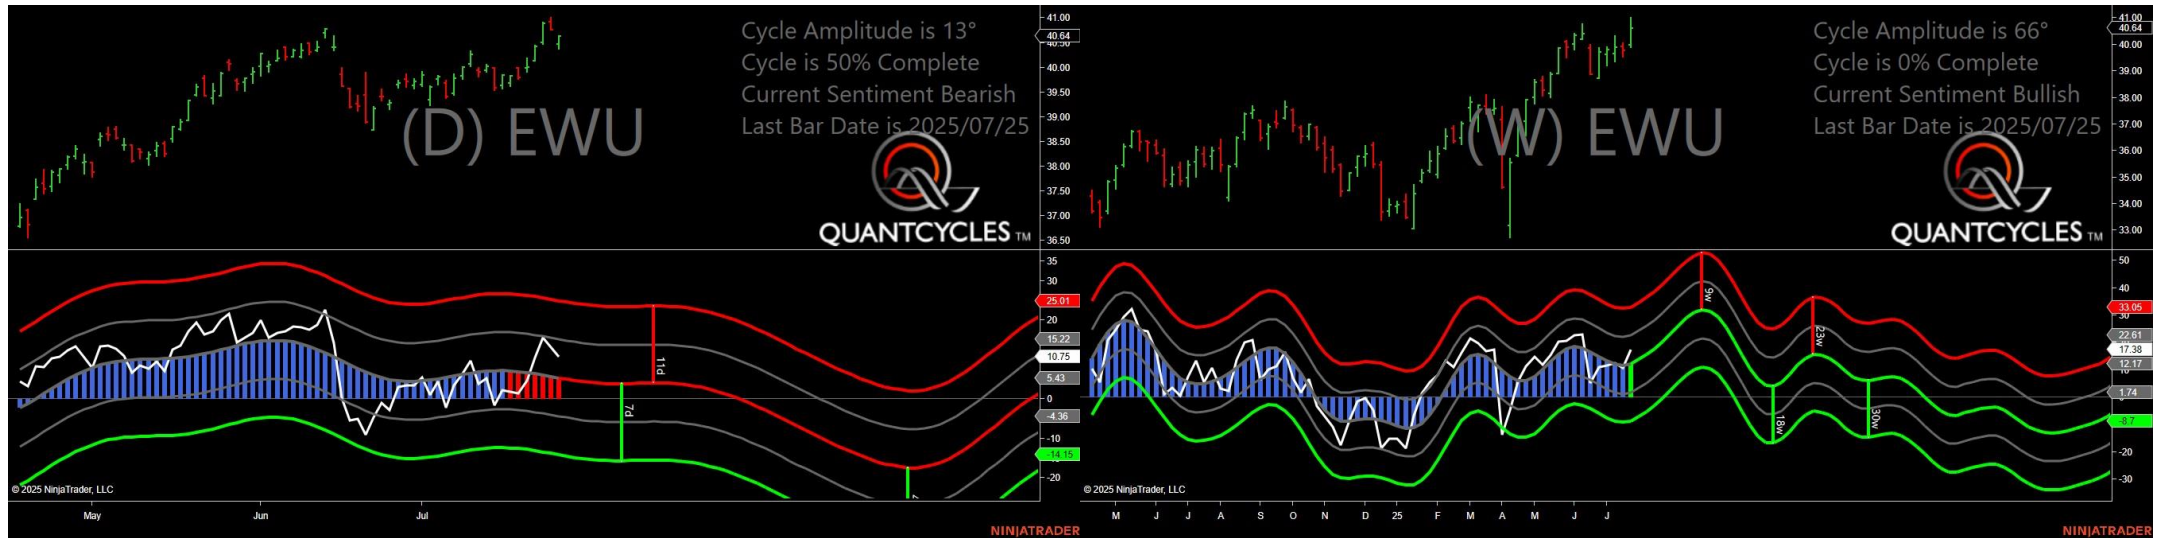 Cycle Amplitude is 13°
Cycle is 50% Complete
Current Sentiment Bearish
Last Bar Date is 2025/07/25
(D) EWU
QUANTCYCLES TM
41.00
40.64
40.50
40.00
39.50
39.00
38.50
38.00
37.50
37.00
36.50
35
30
25.01
20
15.22
10.75
5.43
0
-4.36
-10
-14.15
-20
11d
7d
© 2025 NinjaTrader, LLC
May Jun Jul
NINJATRADER
Cycle Amplitude is 66°
Cycle is 0% Complete
Current Sentiment Bullish
Last Bar Date is 2025/07/25
(W) EWU
QUANTCYCLES TM
41.00
40.64
40.00
39.00
38.00
37.00
36.00
35.00
34.00
33.00
50
40
33.05
30
22.61
17.38
12.17
10
1.74
-8.7
-20
-30
9w
23w
18w
30w
© 2025 NinjaTrader, LLC
M J J A S O N D 25 F M A M J J
NINJATRADER